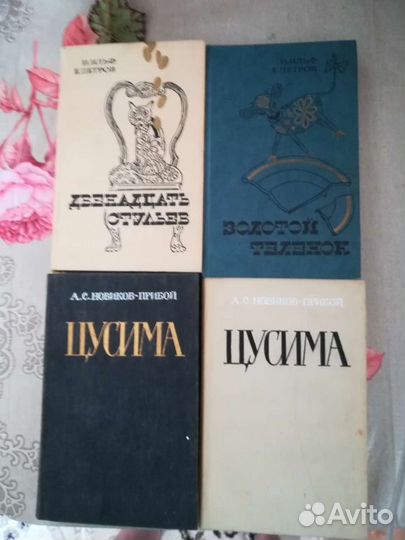 И. ИЛЬФ
Е. ПЕТРОВ
ДВЕНАДЦАТЬ
СТУЛЬЕВ
И. ИЛЬФ
Е. ПЕТРОВ
ЗОЛОТОЙ
ТЕЛЕНОК
А. С. НОВИКОВ-ПРИБОЙ
ЦУСИМА
А. С. НОВИКОВ-ПРИБОЙ
ЦУСИМА
Avito